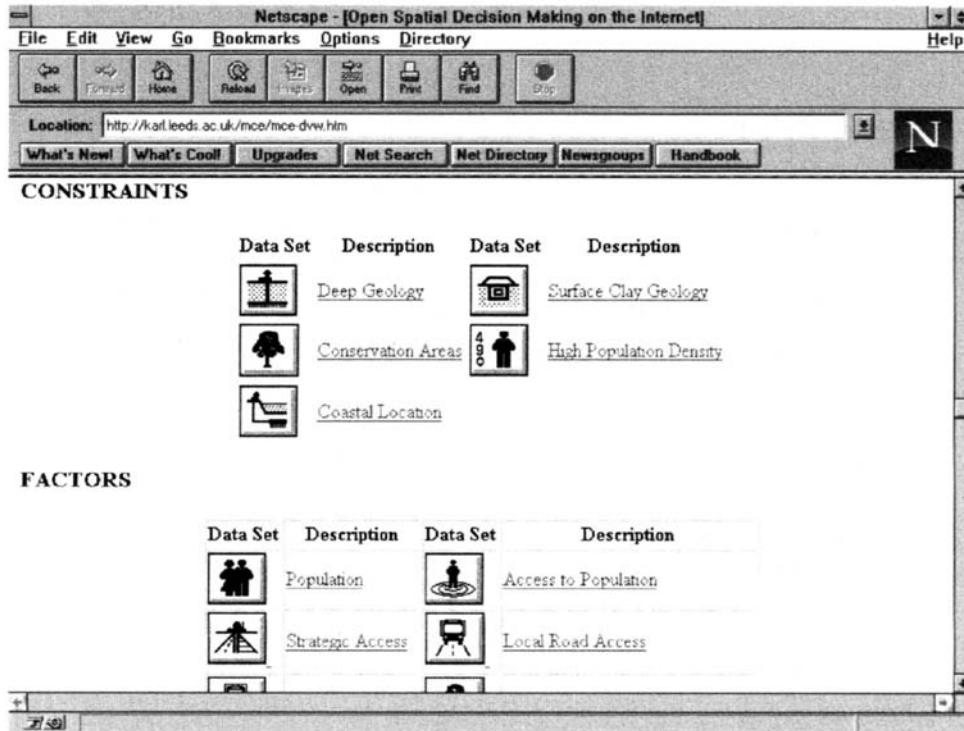 Netscape - [Open Spatial Decision Making on the Internet]
File Edit View Go Bookmarks Options Directory Help
Back Forward Home Reload Images Open Print Find Stop
Location: http://karl.leeds.ac.uk/mce/mce-dvw.htm
N
What's New! What's Cool! Upgrades Net Search Net Directory Newsgroups Handbook
CONSTRAINTS
Data Set Description Data Set Description
Deep Geology Surface Clay Geology
Conservation Areas 490 High Population Density
Coastal Location
FACTORS
Data Set Description Data Set Description
Population Access to Population
Strategic Access Local Road Access